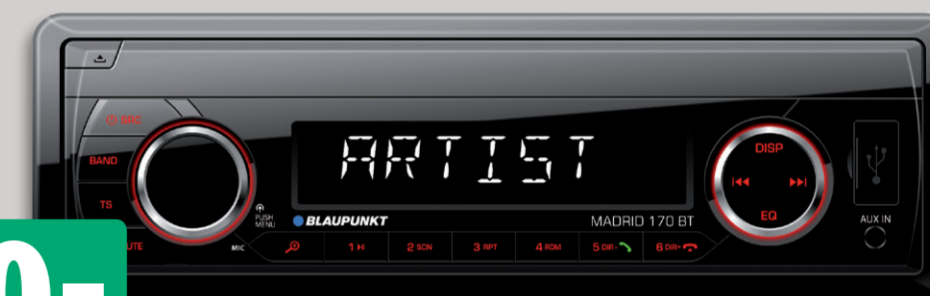 SRC
ARTIST
DISP
BAND
EQ
TS
PUSH
MENU
BLAUPUNKT
MADRID 170 BT
AUX IN
MIC
1
2 SCN
3 RPT
4 RDM
5 DIR-
6 DIR+
0-